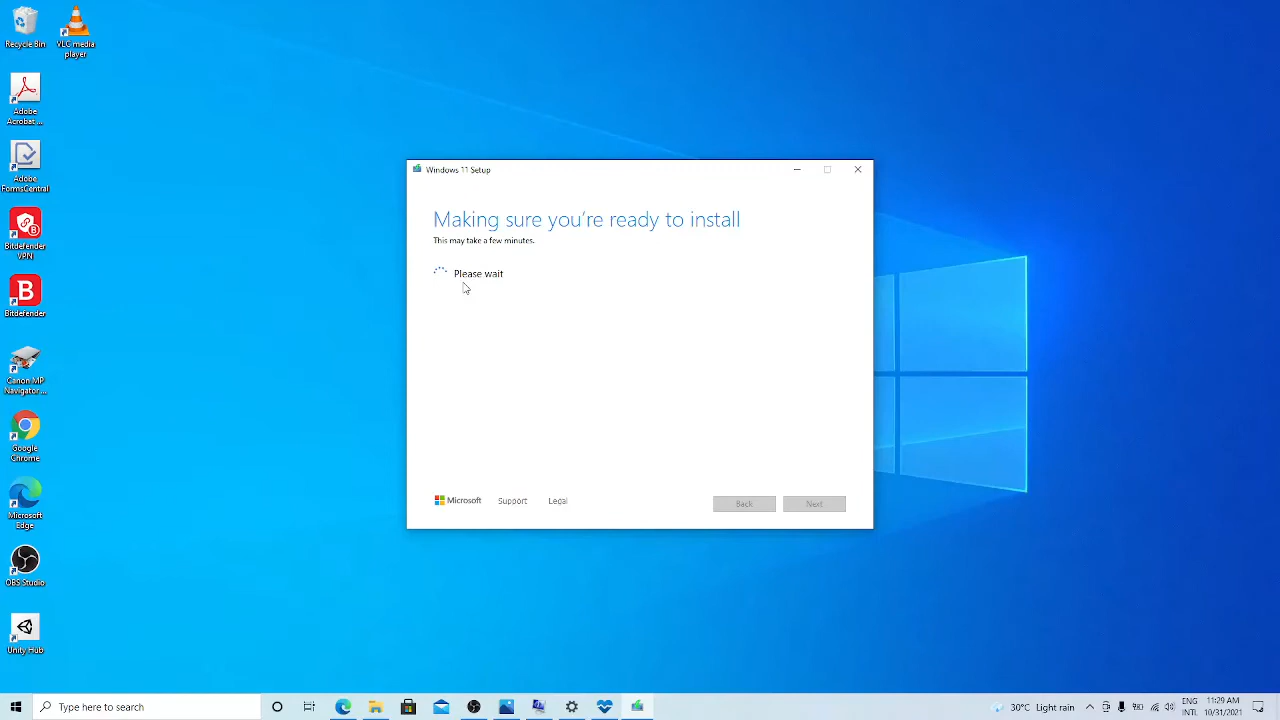 Recycle Bin
VLC media
player
Adobe
Acrobat ...
Adobe
FormsCentral
Bitdefender
VPN
Bitdefender
Canon MP
Navigator ...
Google
Chrome
Microsoft
Edge
OBS Studio
Unity Hub
Windows 11 Setup
Making sure you're ready to install
This may take a few minutes.
Please wait
Microsoft Support Legal
Back Next
Type here to search
30°C Light rain
ENG
INTL
11:29 AM
10/31/2021